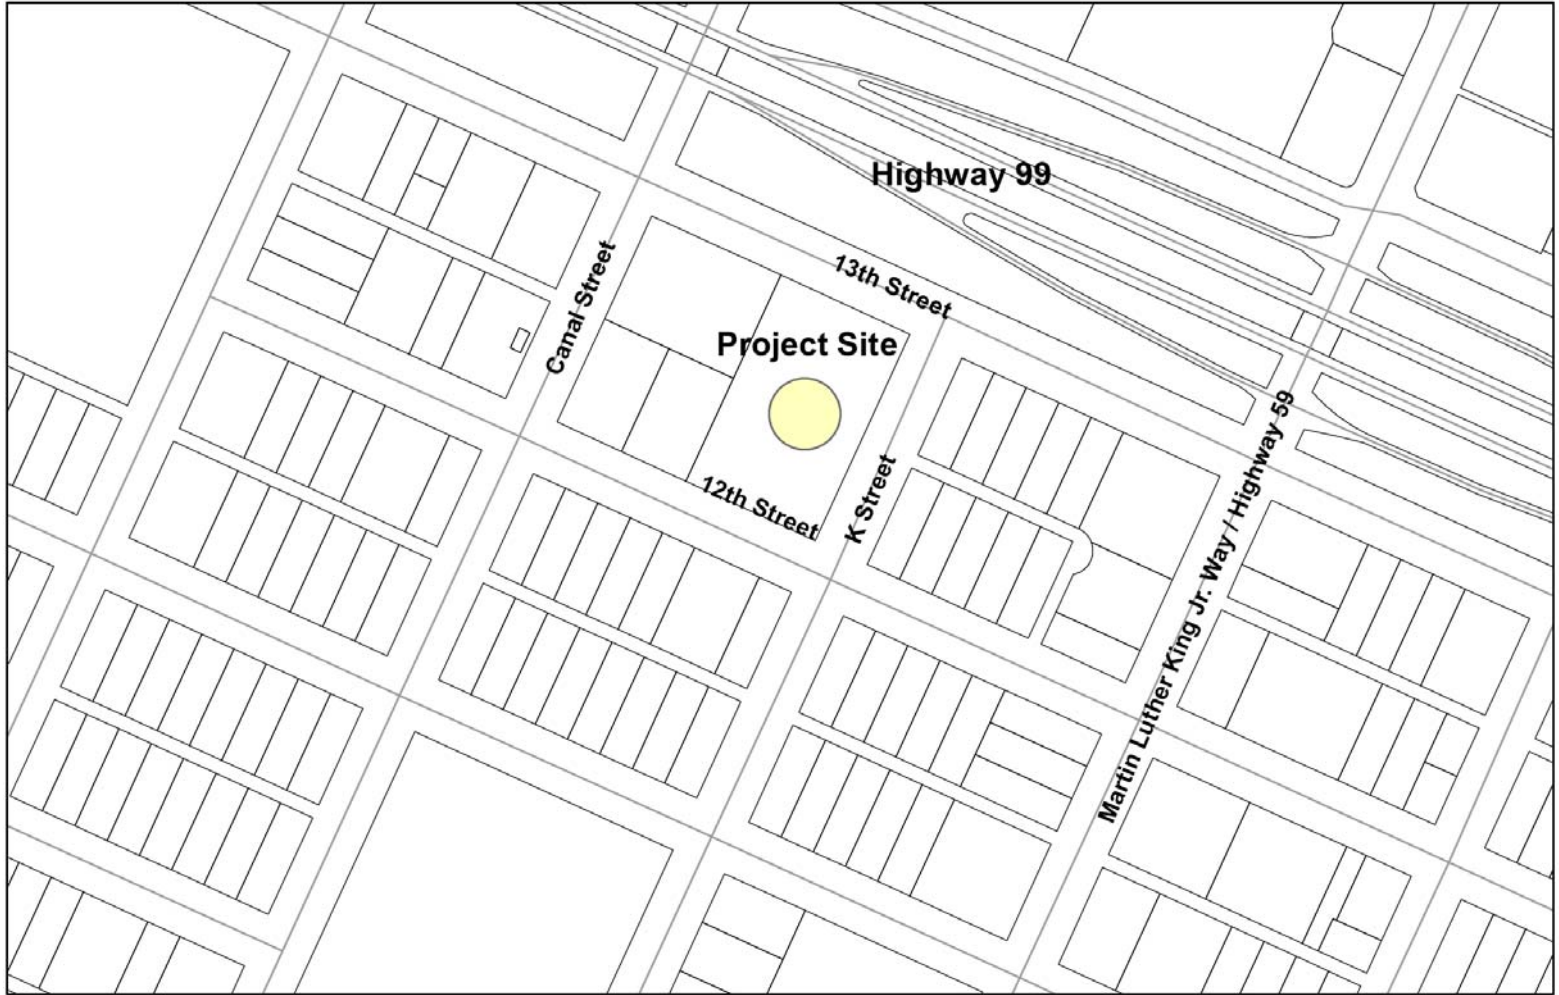 Highway 99
13th Street
Canal Street
Project Site
12th Street
K Street
Martin Luther King Jr. Way / Highway 59